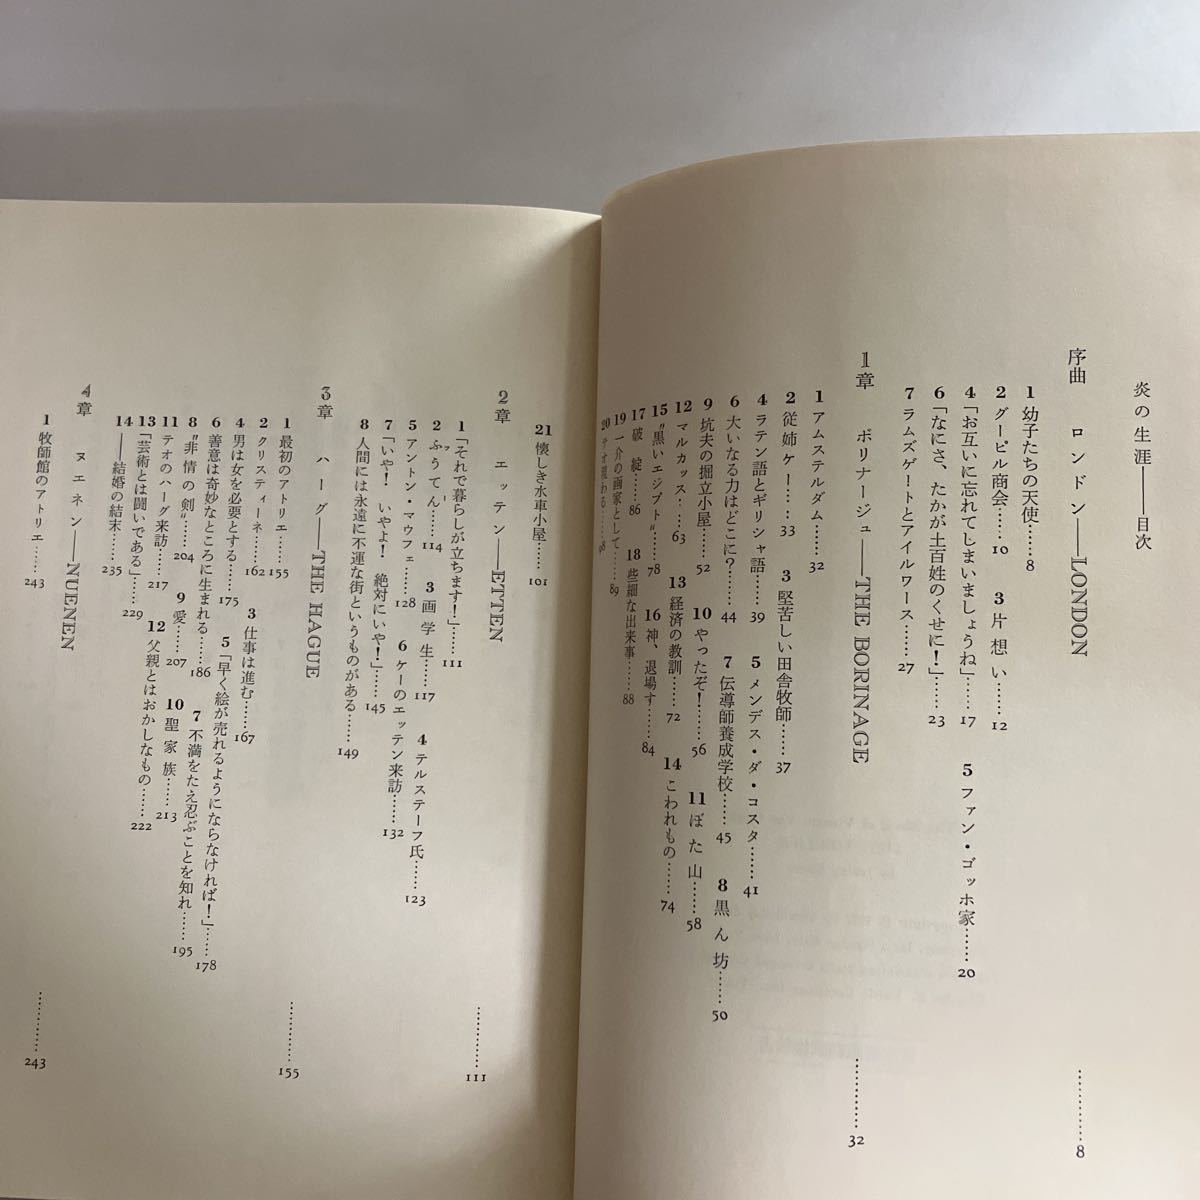 炎の生涯――目次
序曲 ロンドン――LONDON…………8
1 幼子たちの天使……8
2 グーピル商会……10 3 片想い……12
4 「お互いに忘れてしまいましょうね」……17 5 ファン・ゴッホ家……20
6 「なにさ、たかが土百姓のくせに！」……23
7 ラムズゲートとアイルワース……27
1章 ボリナージュ――THE BORINAGE…………32
1 アムステルダム……32
2 従姉ケー……33 3 堅苦しい田舎牧師……37
4 ラテン語とギリシャ語……39 5 メンデス・ダ・コスタ……41
6 大いなる力はどこに？……44 7 伝導師養成学校……45 8 黒ん坊……50
9 坑夫の掘立小屋……52 10 やったぞ！……56 11 ぼた山……58
12 マルカッス……63 13 経済の教訓……72 14 こわれもの……74
15 “黒いエジプト”……78 16 神、退場す……84
17 破綻……86 18 些細な出来事……88
19 一介の画家として……89
20 テオ現わる……98
21 懐しき水車小屋……101
2章 エッテン――ETTEN…………111
1 「それで暮らしが立ちます！」……111
2 ふうてん……114 3 画学生……117 4 テルステーフ氏……123
5 アントン・マウフェ……128 6 ケーのエッテン来訪……132
7 「いや！ いやよ！ 絶対にいや！」……145
8 人間には永遠に不運な街というものがある……149
3章 ハーグ――THE HAGUE…………155
1 最初のアトリエ……155
2 クリスティーネ……162 3 仕事は進む……167
4 男は女を必要とする……175 5 「早く絵が売れるようにならなければ！」……178
6 善意は奇妙なところに生まれる……186 7 不満をたえ忍ぶことを知れ……195
8 “非情の剣”……204 9 愛……207 10 聖家族……213
11 テオのハーグ来訪……217 12 父親とはおかしなもの……222
13 「芸術とは闘いである」……229
14 ――結婚の結末……235
4章 ヌエネン――NUENEN…………243
1 牧師館のアトリエ……243